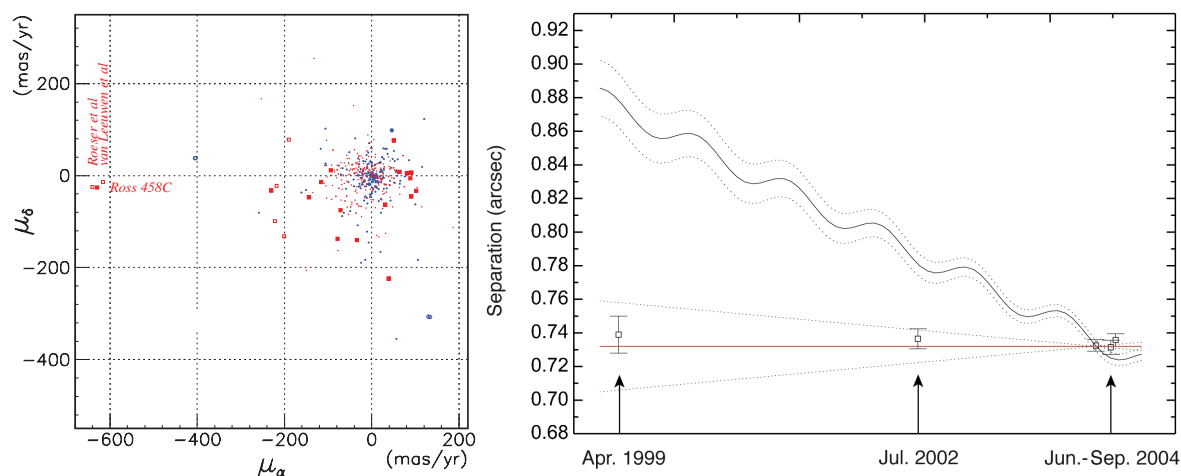 (mas/yr)
200
0
−200
−400
μδ
Roeser et al
van Leeuwen et al
Ross 458C
−600
−400
−200
0
200
μα
(mas/yr)
0.92
0.90
0.88
0.86
0.84
0.82
0.80
0.78
0.76
0.74
0.72
0.70
0.68
Separation (arcsec)
Apr. 1999
Jul. 2002
Jun.-Sep. 2004